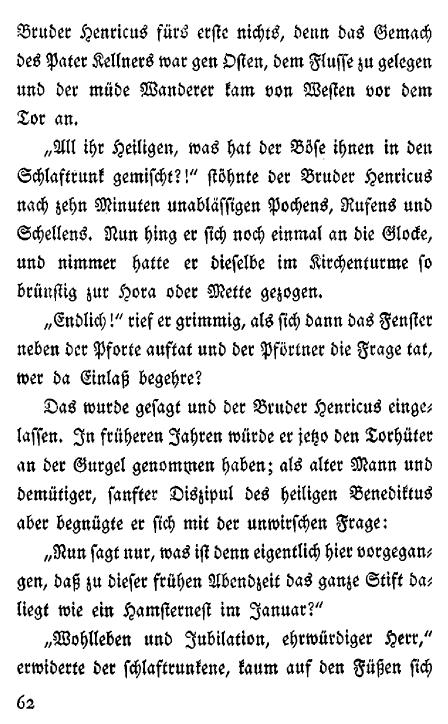 Bruder Henricus fürs erste nichts, denn das Gemach
des Pater Kellners war gen Osten, dem Flusse zu gelegen
und der müde Wanderer kam von Westen vor dem
Tor an.
„All ihr Heiligen, was hat der Böse ihnen in den
Schlaftrunk gemischt?!“ stöhnte der Bruder Henricus
nach zehn Minuten unablässigen Pochens, Rufens und
Schellens. Nun hing er sich noch einmal an die Glocke,
und nimmer hatte er dieselbe im Kirchenturme so
brünstig zur Hora oder Mette gezogen.
„Endlich!“ rief er grimmig, als sich dann das Fenster
neben der Pforte auftat und der Pförtner die Frage tat,
wer da Einlaß begehre?
Das wurde gesagt und der Bruder Henricus einge-
lassen. In früheren Jahren würde er jetzo den Torhüter
an der Gurgel genommen haben; als alter Mann und
demütiger, sanfter Diszipul des heiligen Benediktus
aber begnügte er sich mit der unwirschen Frage:
„Nun sagt nur, was ist denn eigentlich hier vorgegan-
gen, daß zu dieser frühen Abendzeit das ganze Stift da-
liegt wie ein Hamsternest im Januar?“
„Wohlleben und Jubilation, ehrwürdiger Herr,“
erwiderte der schlaftrunkene, kaum auf den Füßen sich
62